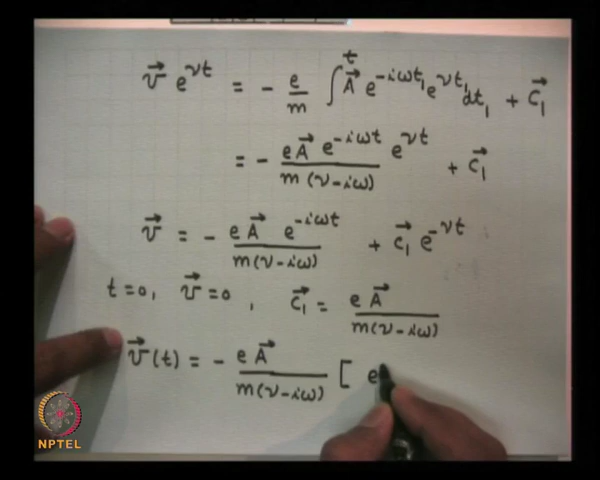 v⃗ e^{νt} = - e/m ∫^t A⃗ e^{-iωt₁} e^{νt₁} dt₁ + C⃗₁
= - eA⃗ e^{-iωt} / m(ν-iω) e^{νt} + C⃗₁
v⃗ = - eA⃗ e^{-iωt} / m(ν-iω) + C⃗₁ e^{-νt}
t=0, v⃗=0, C⃗₁ = eA⃗ / m(ν-iω)
v⃗(t) = - eA⃗ / m(ν-iω) [ e
NPTEL